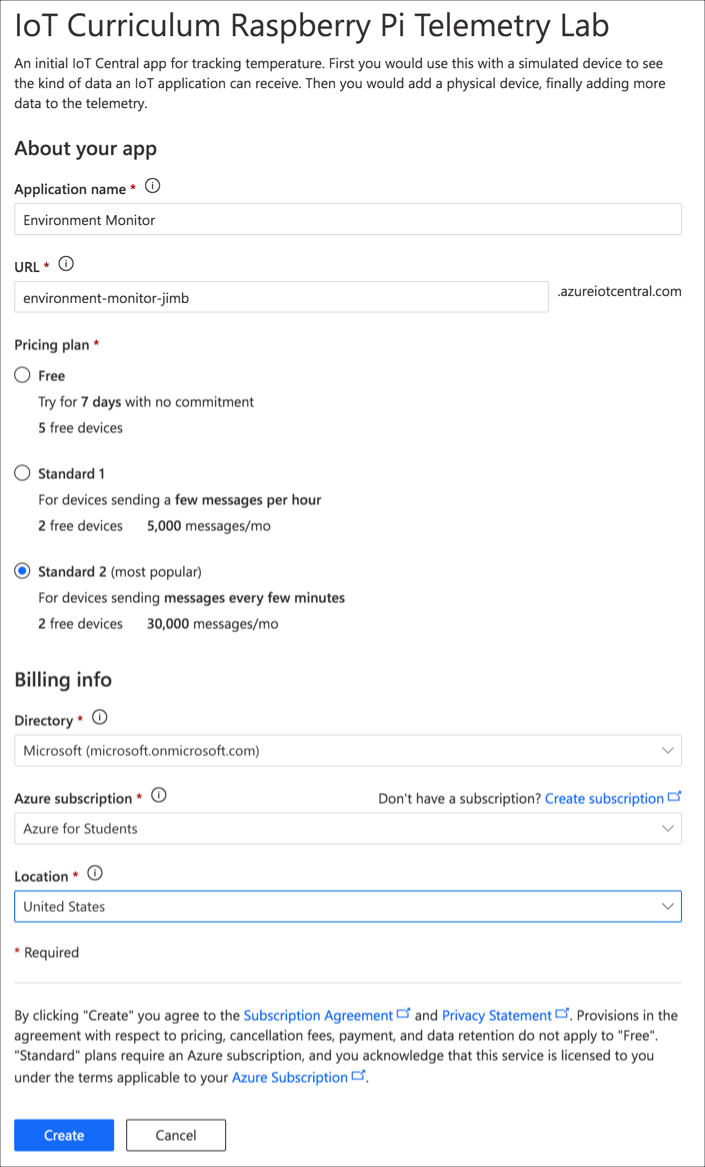 IoT Curriculum Raspberry Pi Telemetry Lab
An initial IoT Central app for tracking temperature. First you would use this with a simulated device to see
the kind of data an IoT application can receive. Then you would add a physical device, finally adding more
data to the telemetry.
About your app
Application name *
Environment Monitor
URL *
environment-monitor-jimb .azureiotcentral.com
Pricing plan *
Free
Try for 7 days with no commitment
5 free devices
Standard 1
For devices sending a few messages per hour
2 free devices 5,000 messages/mo
Standard 2 (most popular)
For devices sending messages every few minutes
2 free devices 30,000 messages/mo
Billing info
Directory *
Microsoft (microsoft.onmicrosoft.com)
Azure subscription * Don't have a subscription? Create subscription
Azure for Students
Location *
United States
* Required
By clicking "Create" you agree to the Subscription Agreement and Privacy Statement. Provisions in the
agreement with respect to pricing, cancellation fees, payment, and data retention do not apply to "Free".
"Standard" plans require an Azure subscription, and you acknowledge that this service is licensed to you
under the terms applicable to your Azure Subscription.
Create Cancel